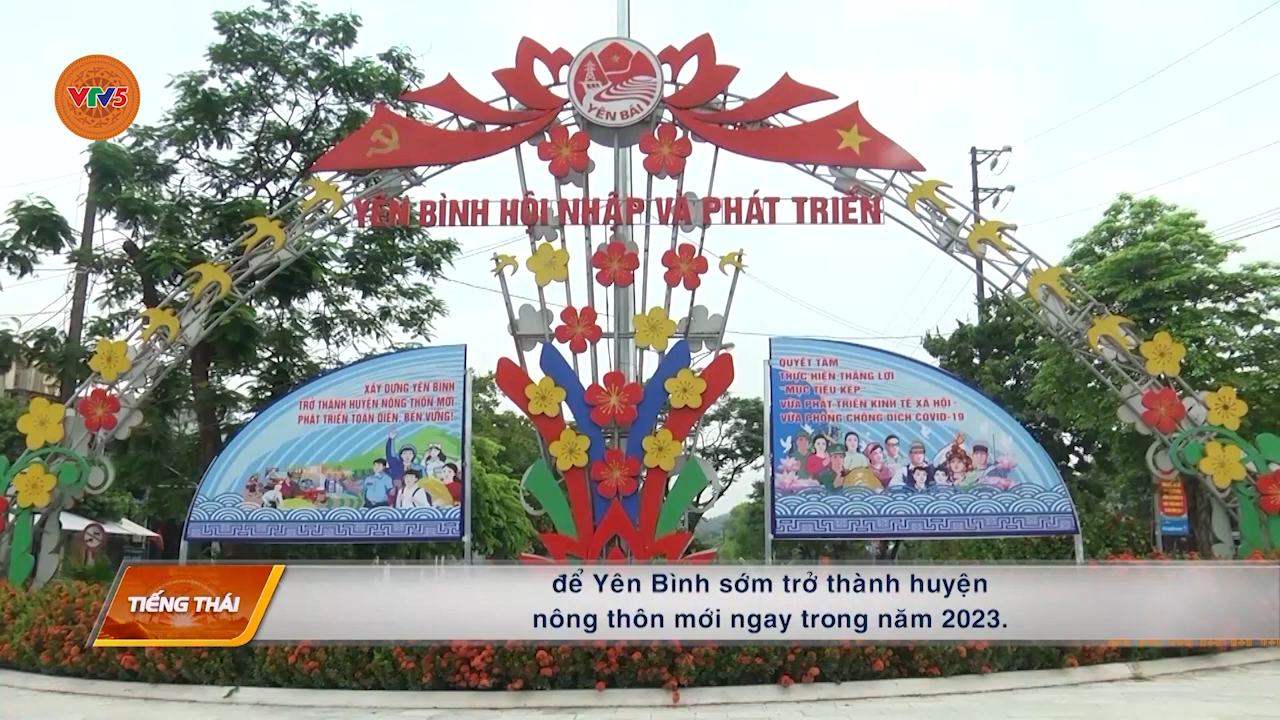 VTV5
YÊN BÁI
YÊN BÌNH HỘI NHẬP VÀ PHÁT TRIỂN
XÂY DỰNG YÊN BÌNH
TRỞ THÀNH HUYỆN NÔNG THÔN MỚI
PHÁT TRIỂN TOÀN DIỆN, BỀN VỮNG!
QUYẾT TÂM
THỰC HIỆN THẮNG LỢI
"MỤC TIÊU KÉP"
VỪA PHÁT TRIỂN KINH TẾ XÃ HỘI -
VỪA PHÒNG CHỐNG DỊCH COVID-19
TIẾNG THÁI
để Yên Bình sớm trở thành huyện
nông thôn mới ngay trong năm 2023.